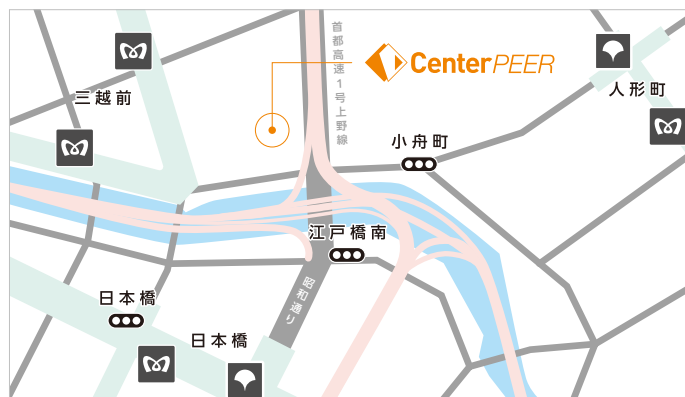 首都高速1号上野線
CenterPEER
人形町
三越前
小舟町
江戸橋南
昭和通り
日本橋
日本橋